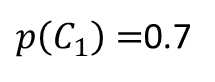 p(C₁) =0.7